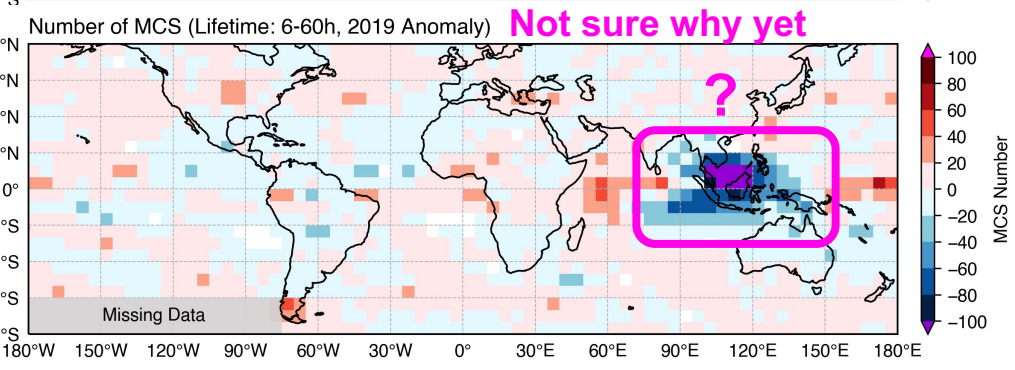 °S
Number of MCS (Lifetime: 6-60h, 2019 Anomaly) Not sure why yet
°N
°N
°N
°N
0°
°S
°S
°S
°S
?
Missing Data
180°W 150°W 120°W 90°W 60°W 30°W 0° 30°E 60°E 90°E 120°E 150°E 180°E
100
80
60
40
20
0
−20
−40
−60
−80
−100
MCS Number